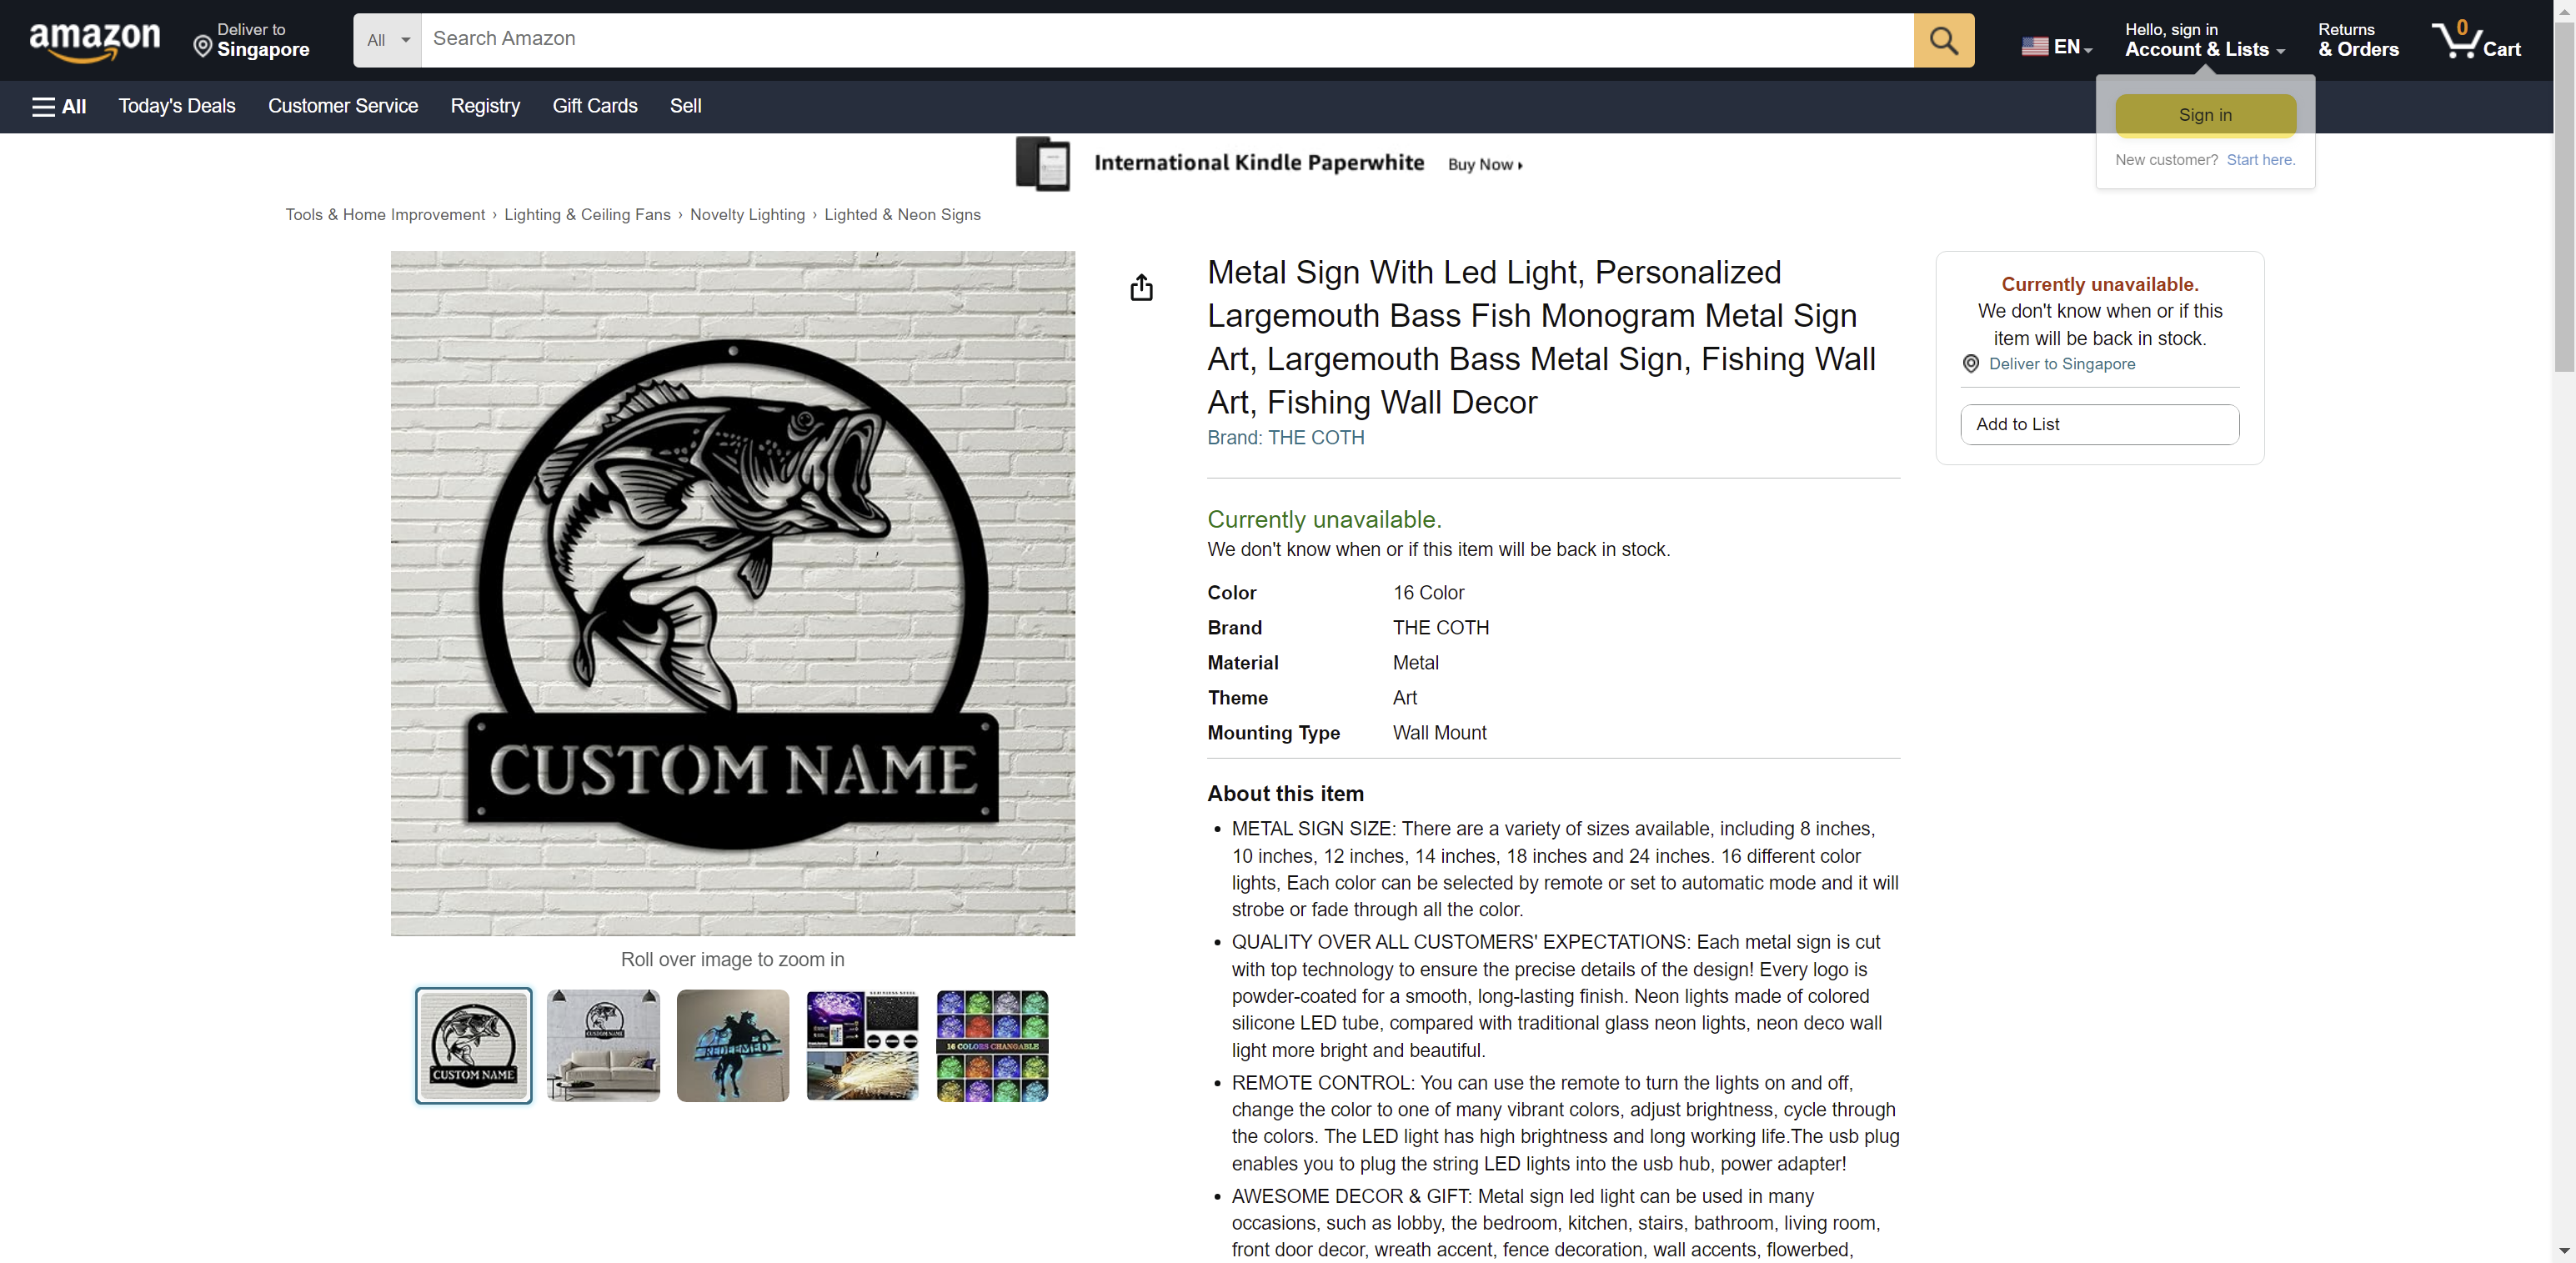 amazon
Deliver to
Singapore
All
Search Amazon
EN
Hello, sign in
Account & Lists
Returns
& Orders
0
Cart
All
Today's Deals
Customer Service
Registry
Gift Cards
Sell
Sign in
New customer? Start here.
International Kindle Paperwhite
Buy Now
Tools & Home Improvement › Lighting & Ceiling Fans › Novelty Lighting › Lighted & Neon Signs
CUSTOM NAME
Roll over image to zoom in
CUSTOM NAME
CUSTOM NAME
REDEEMED
16 COLORS CHANGABLE
Metal Sign With Led Light, Personalized
Largemouth Bass Fish Monogram Metal Sign
Art, Largemouth Bass Metal Sign, Fishing Wall
Art, Fishing Wall Decor
Brand: THE COTH
Currently unavailable.
We don't know when or if this item will be back in stock.
Color 16 Color
Brand THE COTH
Material Metal
Theme Art
Mounting Type Wall Mount
About this item
• METAL SIGN SIZE: There are a variety of sizes available, including 8 inches,
10 inches, 12 inches, 14 inches, 18 inches and 24 inches. 16 different color
lights, Each color can be selected by remote or set to automatic mode and it will
strobe or fade through all the color.
• QUALITY OVER ALL CUSTOMERS' EXPECTATIONS: Each metal sign is cut
with top technology to ensure the precise details of the design! Every logo is
powder-coated for a smooth, long-lasting finish. Neon lights made of colored
silicone LED tube, compared with traditional glass neon lights, neon deco wall
light more bright and beautiful.
• REMOTE CONTROL: You can use the remote to turn the lights on and off,
change the color to one of many vibrant colors, adjust brightness, cycle through
the colors. The LED light has high brightness and long working life.The usb plug
enables you to plug the string LED lights into the usb hub, power adapter!
• AWESOME DECOR & GIFT: Metal sign led light can be used in many
occasions, such as lobby, the bedroom, kitchen, stairs, bathroom, living room,
front door decor, wreath accent, fence decoration, wall accents, flowerbed,
Currently unavailable.
We don't know when or if this
item will be back in stock.
Deliver to Singapore
Add to List